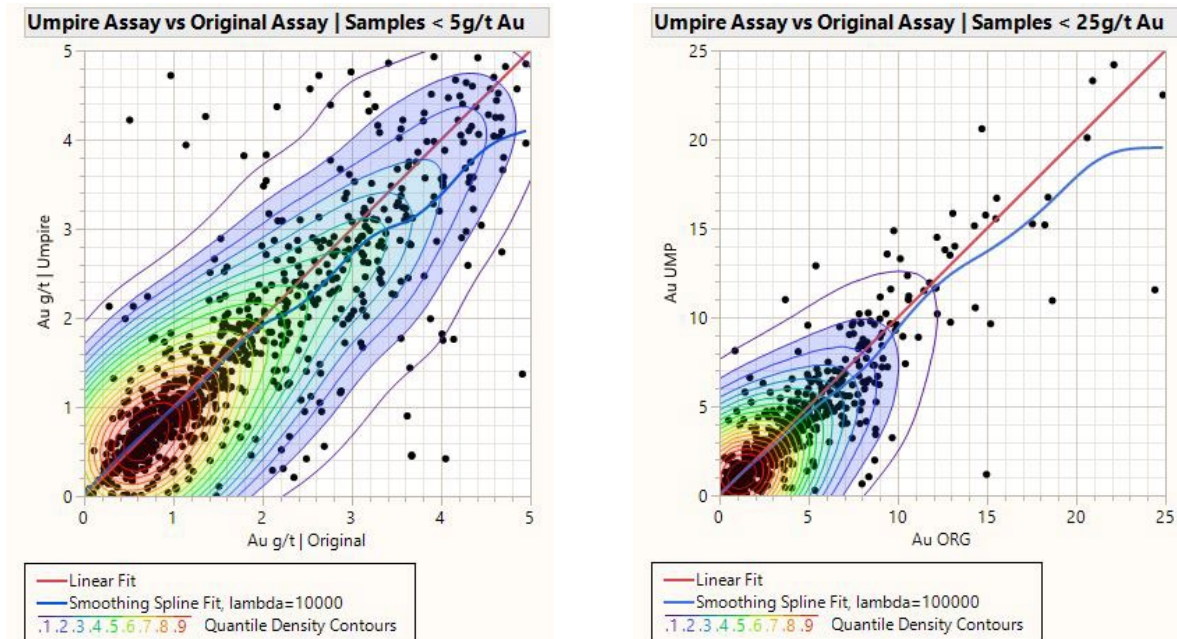 Umpire Assay vs Original Assay | Samples < 5g/t Au
5
4
3
2
1
0
Au g/t | Umpire
0 1 2 3 4 5
Au g/t | Original
Linear Fit
Smoothing Spline Fit, lambda=10000
.1 .2 .3 .4 .5 .6 .7 .8 .9 Quantile Density Contours
Umpire Assay vs Original Assay | Samples < 25g/t Au
25
20
15
10
5
0
Au UMP
0 5 10 15 20 25
Au ORG
Linear Fit
Smoothing Spline Fit, lambda=100000
.1 .2 .3 .4 .5 .6 .7 .8 .9 Quantile Density Contours